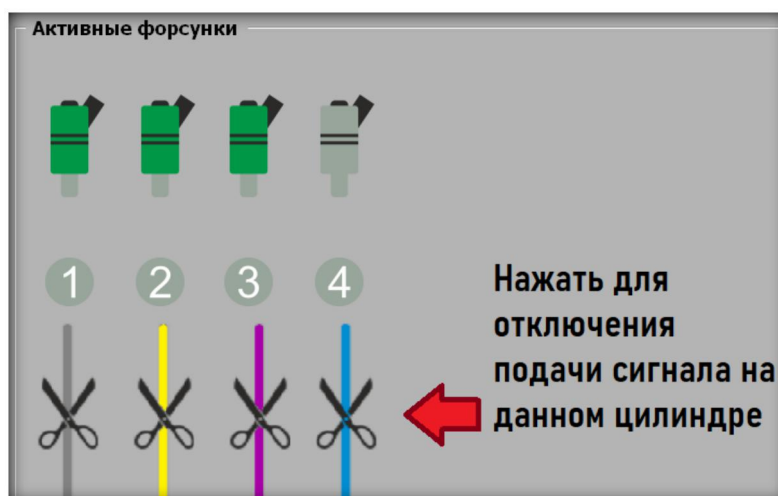 Активные форсунки
1 2 3 4
Нажать для
отключения
подачи сигнала на
данном цилиндре